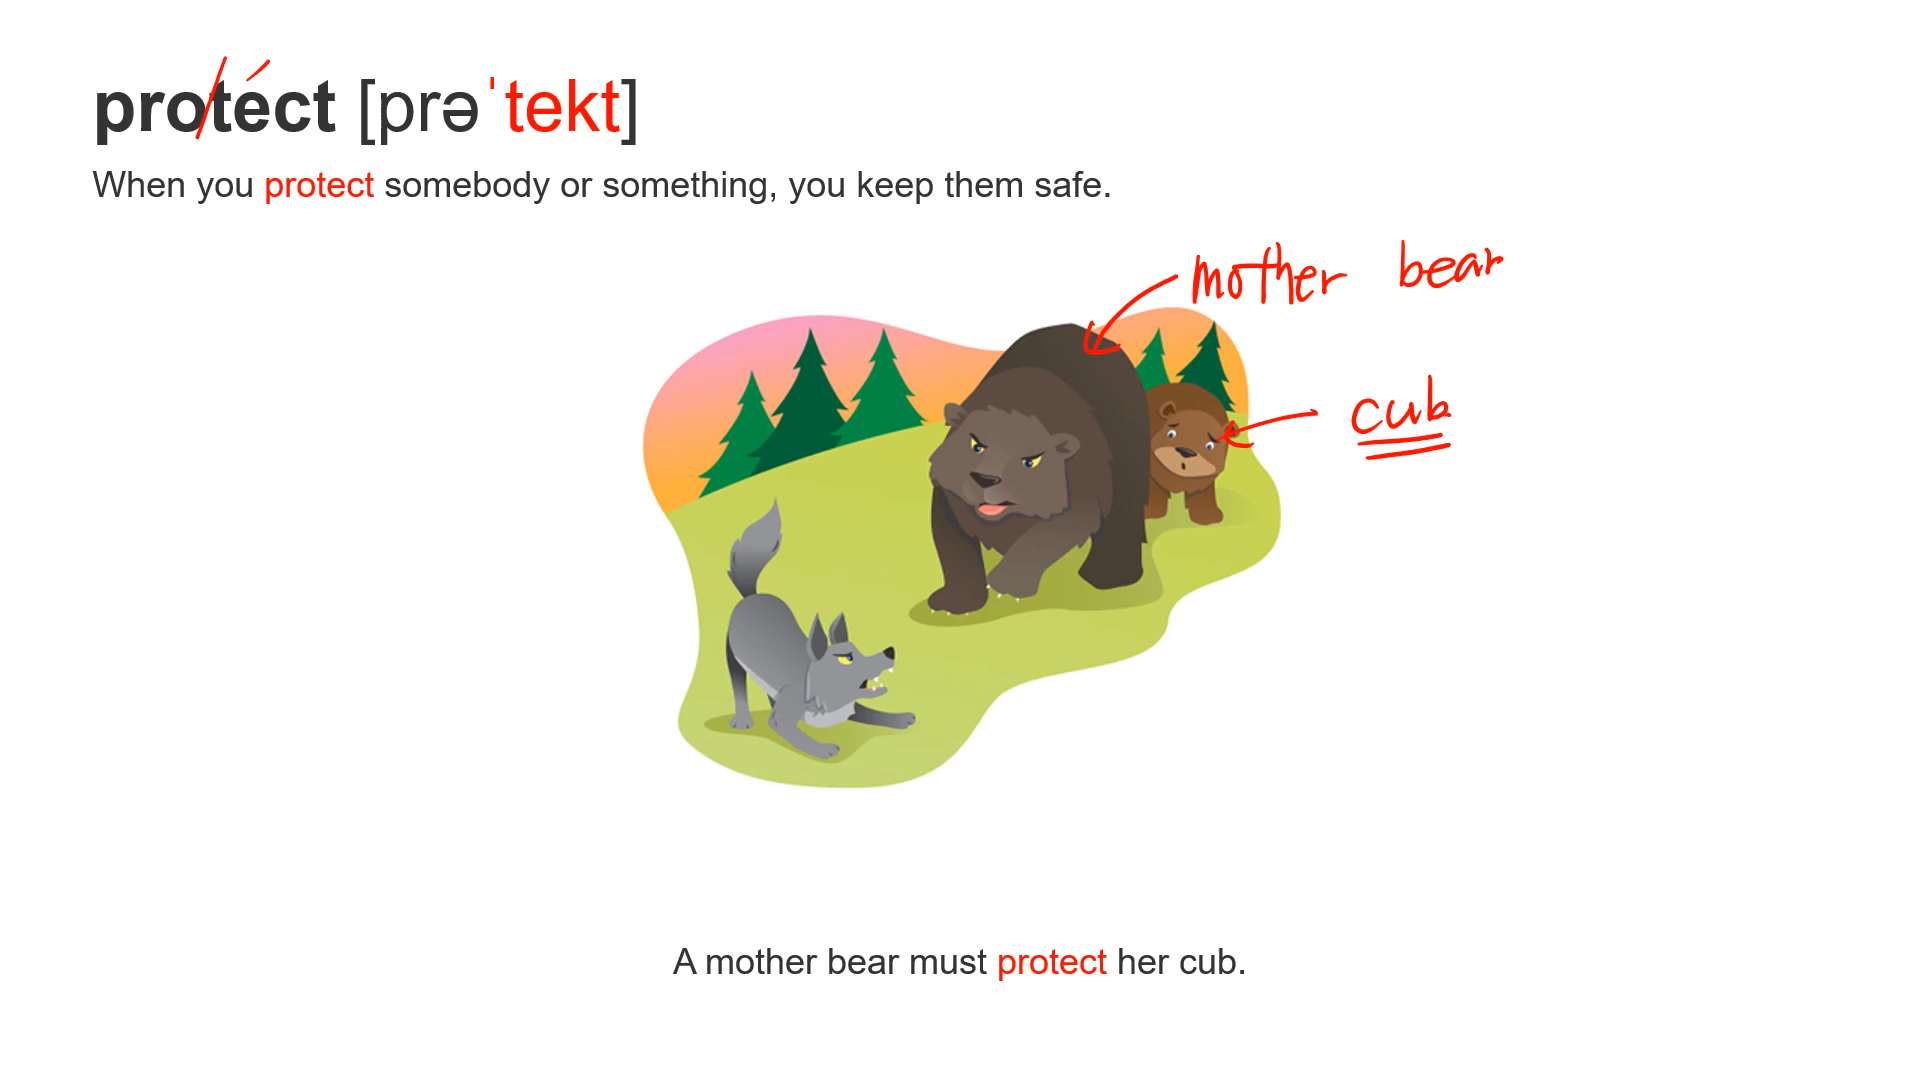 protect [prəˈtekt]
When you protect somebody or something, you keep them safe.
mother bear
cub
A mother bear must protect her cub.